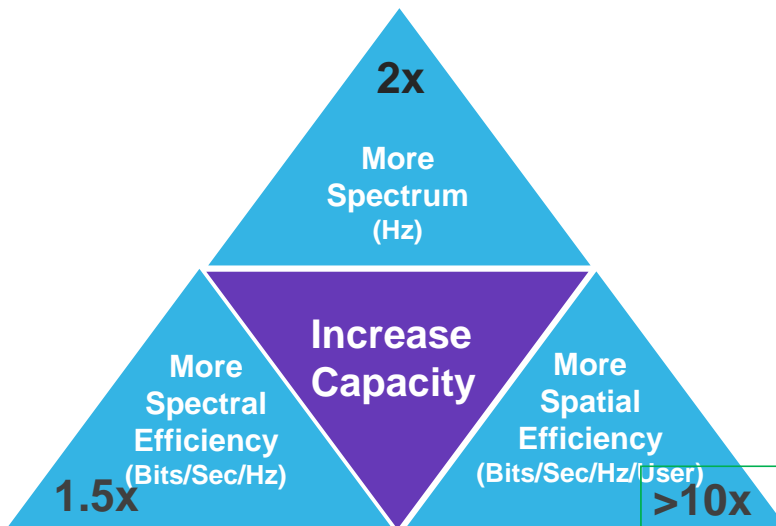 2x
More
Spectrum
(Hz)
Increase
Capacity
More
Spectral
Efficiency
(Bits/Sec/Hz)
1.5x
More
Spatial
Efficiency
(Bits/Sec/Hz/User)
>10x